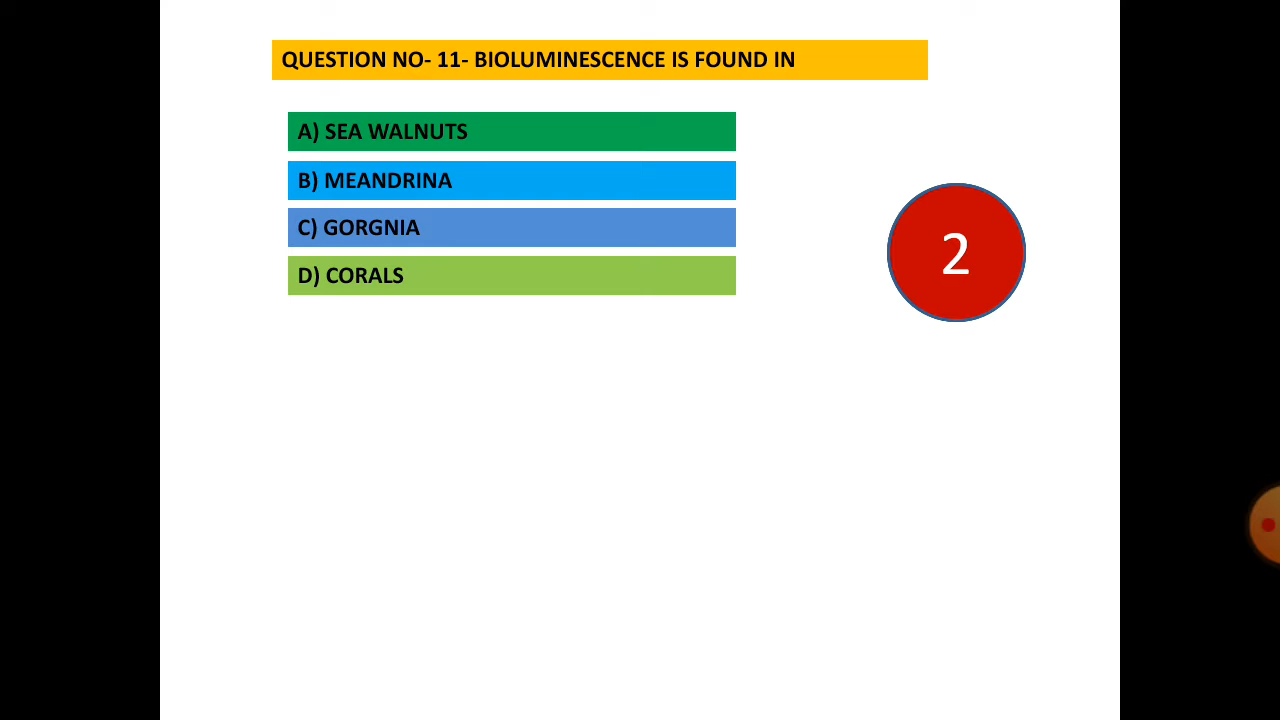 QUESTION NO- 11- BIOLUMINESCENCE IS FOUND IN
A) SEA WALNUTS
B) MEANDRINA
C) GORGNIA
D) CORALS
2